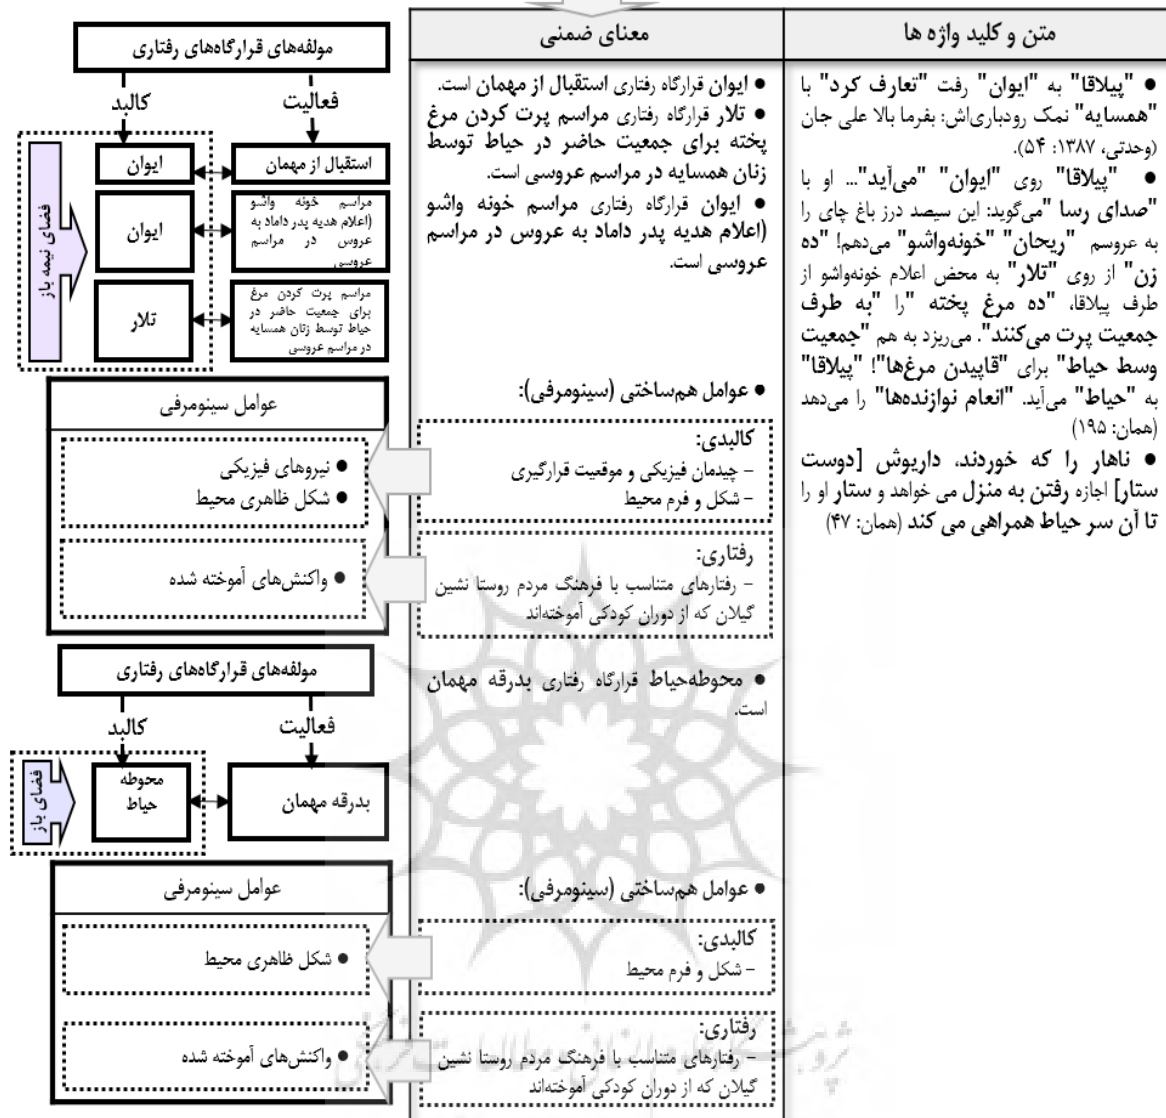 متن و کلید واژه ها
● "پیلاقا" به "ایوان" رفت "تعارف کرد" با
"همسایه" نمک رودباری‌اش: بفرما بالا علی جان
(وحدتی، ۱۳۸۷: ۵۴).
● "پیلاقا" روی "ایوان" "می‌آید"... او با
"صدای رسا "می‌گوید: این سیصد درز باغ چای را
به عروسم "ریحان" "خونه‌واشو" می‌دهم! "ده
زن" از روی "تلار" به محض اعلام خونه‌واشو از
طرف پیلاقا، "ده مرغ پخته "را "به طرف
جمعیت پرت می‌کنند". می‌ریزد به هم "جمعیت
وسط حیاط" برای "قاپیدن مرغ‌ها"! "پیلاقا"
به "حیاط" می‌آید. "انعام نوازنده‌ها" را می‌دهد
(همان: ۱۹۵)
● ناهار را که خوردند، داریوش [دوست
ستار] اجازه رفتن به منزل می خواهد و ستار او را
تا آن سر حیاط همراهی می کند (همان: ۴۷)
معنای ضمنی
● ایوان قرارگاه رفتاری استقبال از مهمان است.
● تلار قرارگاه رفتاری مراسم پرت کردن مرغ
پخته برای جمعیت حاضر در حیاط توسط
زنان همسایه در مراسم عروسی است.
● ایوان قرارگاه رفتاری مراسم خونه واشو
(اعلام هدیه پدر داماد به عروس در مراسم
عروسی است.
● عوامل هم‌ساختی (سینومرفی):
کالبدی:
- چیدمان فیزیکی و موقعیت قرارگیری
- شکل و فرم محیط
رفتاری:
- رفتارهای متناسب با فرهنگ مردم روستا نشین
گیلان که از دوران کودکی آموخته‌اند
● محوطه‌حیاط قرارگاه رفتاری بدرقه مهمان
است.
● عوامل هم‌ساختی (سینومرفی):
کالبدی:
- شکل و فرم محیط
رفتاری:
- رفتارهای متناسب با فرهنگ مردم روستا نشین
گیلان که از دوران کودکی آموخته‌اند
مولفه‌های قرارگاه‌های رفتاری
فعالیت
کالبد
استقبال از مهمان
ایوان
مراسم خونه واشو
(اعلام هدیه پدر داماد به
عروس در مراسم
عروسی
ایوان
مراسم پرت کردن مرغ
برای جمعیت حاضر در
حیاط توسط زنان همسایه
در مراسم عروسی
تلار
فضای نیمه باز
عوامل سینومرفی
● نیروهای فیزیکی
● شکل ظاهری محیط
● واکنش‌های آموخته شده
مولفه‌های قرارگاه‌های رفتاری
فعالیت
کالبد
بدرقه مهمان
محوطه
حیاط
فضای باز
عوامل سینومرفی
● شکل ظاهری محیط
● واکنش‌های آموخته شده
پژوهشگاه علوم انسانی و مطالعات فرهنگی